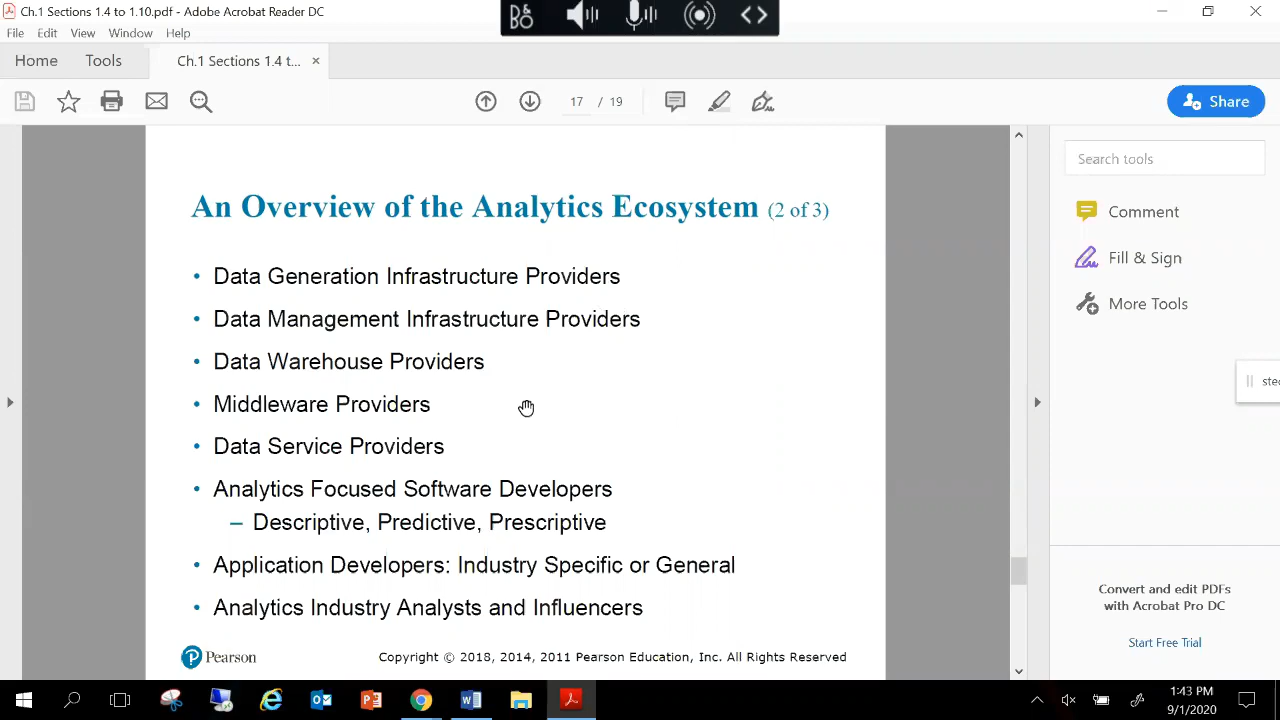 Ch.1 Sections 1.4 to 1.10.pdf - Adobe Acrobat Reader DC
File Edit View Window Help
Home Tools Ch.1 Sections 1.4 t... ×
17 / 19
Share
An Overview of the Analytics Ecosystem (2 of 3)
• Data Generation Infrastructure Providers
• Data Management Infrastructure Providers
• Data Warehouse Providers
• Middleware Providers
• Data Service Providers
• Analytics Focused Software Developers
– Descriptive, Predictive, Prescriptive
• Application Developers: Industry Specific or General
• Analytics Industry Analysts and Influencers
Pearson
Copyright © 2018, 2014, 2011 Pearson Education, Inc. All Rights Reserved
Search tools
Comment
Fill & Sign
More Tools
Convert and edit PDFs
with Acrobat Pro DC
Start Free Trial
1:43 PM
9/1/2020